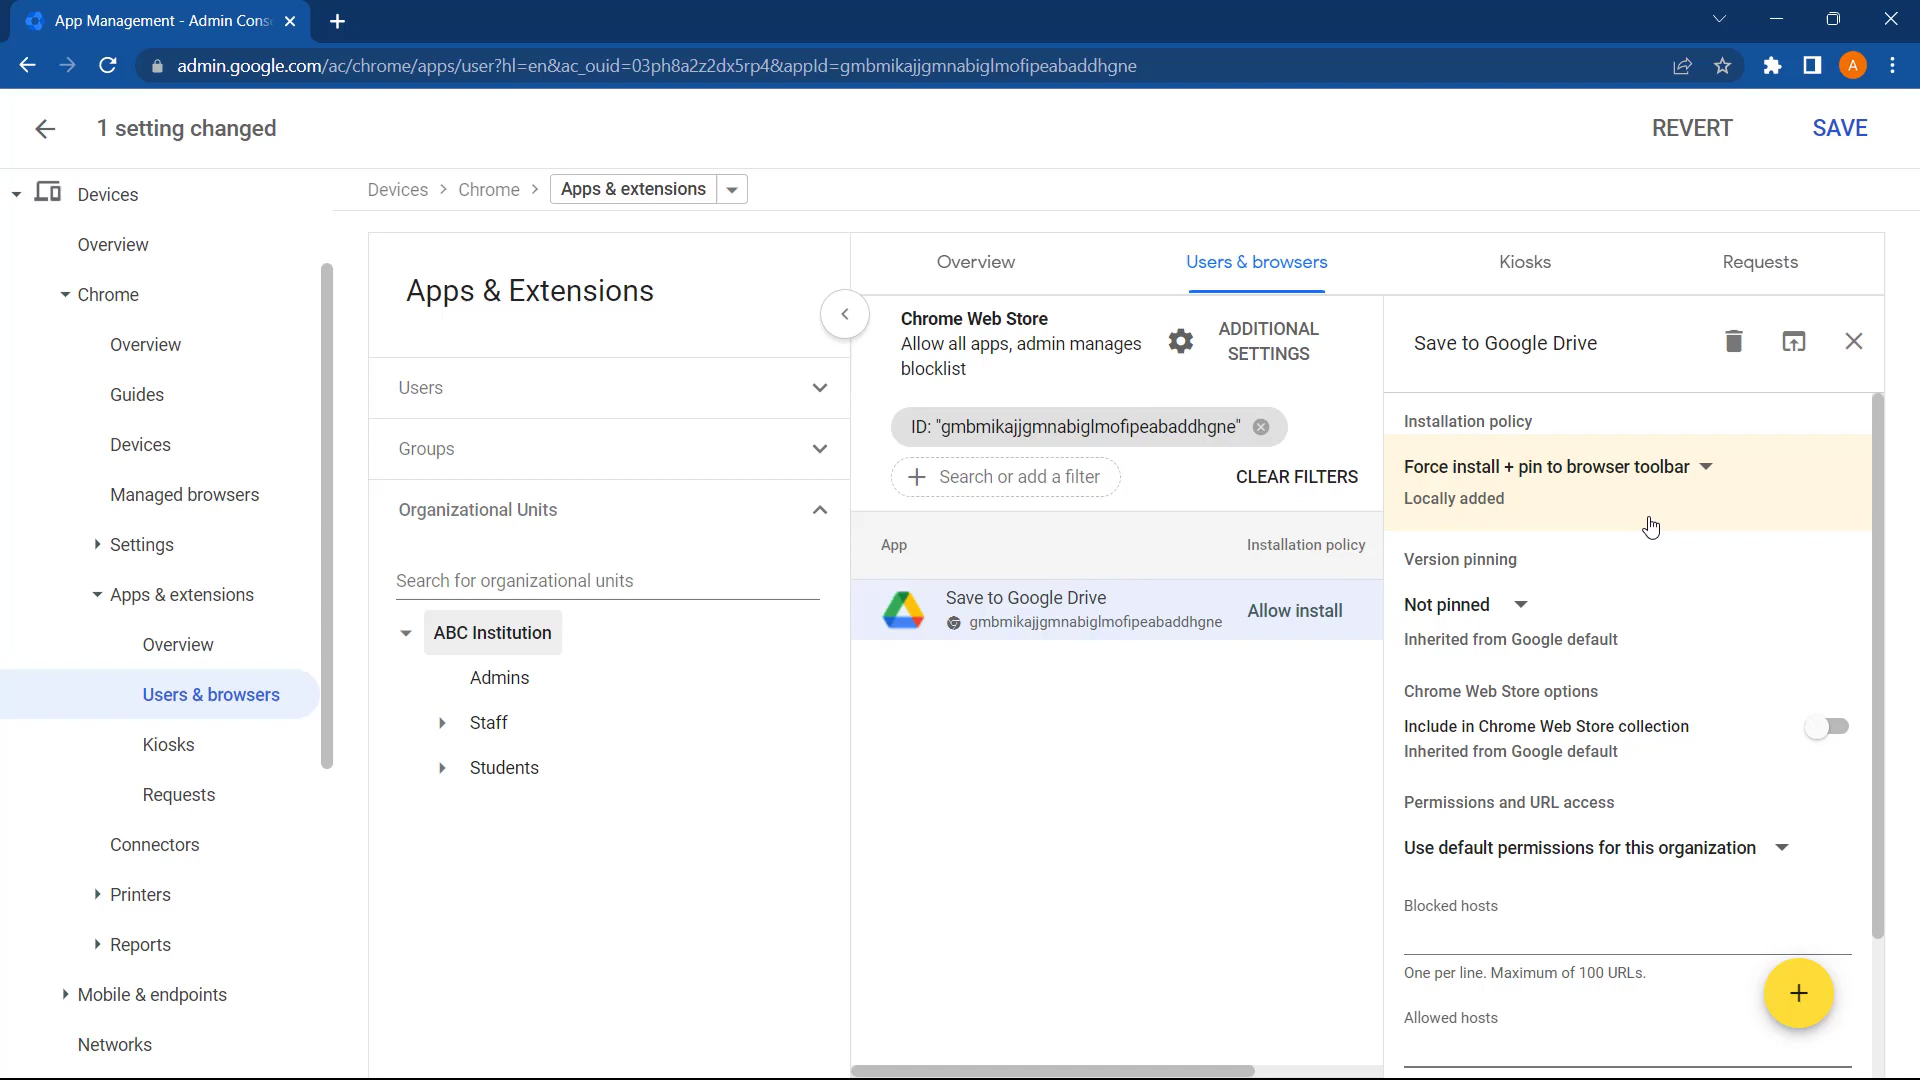 App Management - Admin Conso
admin.google.com/ac/chrome/apps/user?hl=en&ac_ouid=03ph8a2z2dx5rp4&appId=gmbmikajjgmnabiglmofipeabaddhgne
A
1 setting changed
REVERT
SAVE
Devices
Overview
Chrome
Overview
Guides
Devices
Managed browsers
Settings
Apps & extensions
Overview
Users & browsers
Kiosks
Requests
Connectors
Printers
Reports
Mobile & endpoints
Networks
Devices > Chrome > Apps & extensions
Apps & Extensions
Users
Groups
Organizational Units
Search for organizational units
ABC Institution
Admins
Staff
Students
Overview
Users & browsers
Kiosks
Requests
Chrome Web Store
Allow all apps, admin manages
blocklist
ADDITIONAL
SETTINGS
ID: "gmbmikajjgmnabiglmofipeabaddhgne"
Search or add a filter
CLEAR FILTERS
App
Installation policy
Save to Google Drive
gmbmikajjgmnabiglmofipeabaddhgne
Allow install
Save to Google Drive
Installation policy
Force install + pin to browser toolbar
Locally added
Version pinning
Not pinned
Inherited from Google default
Chrome Web Store options
Include in Chrome Web Store collection
Inherited from Google default
Permissions and URL access
Use default permissions for this organization
Blocked hosts
One per line. Maximum of 100 URLs.
Allowed hosts